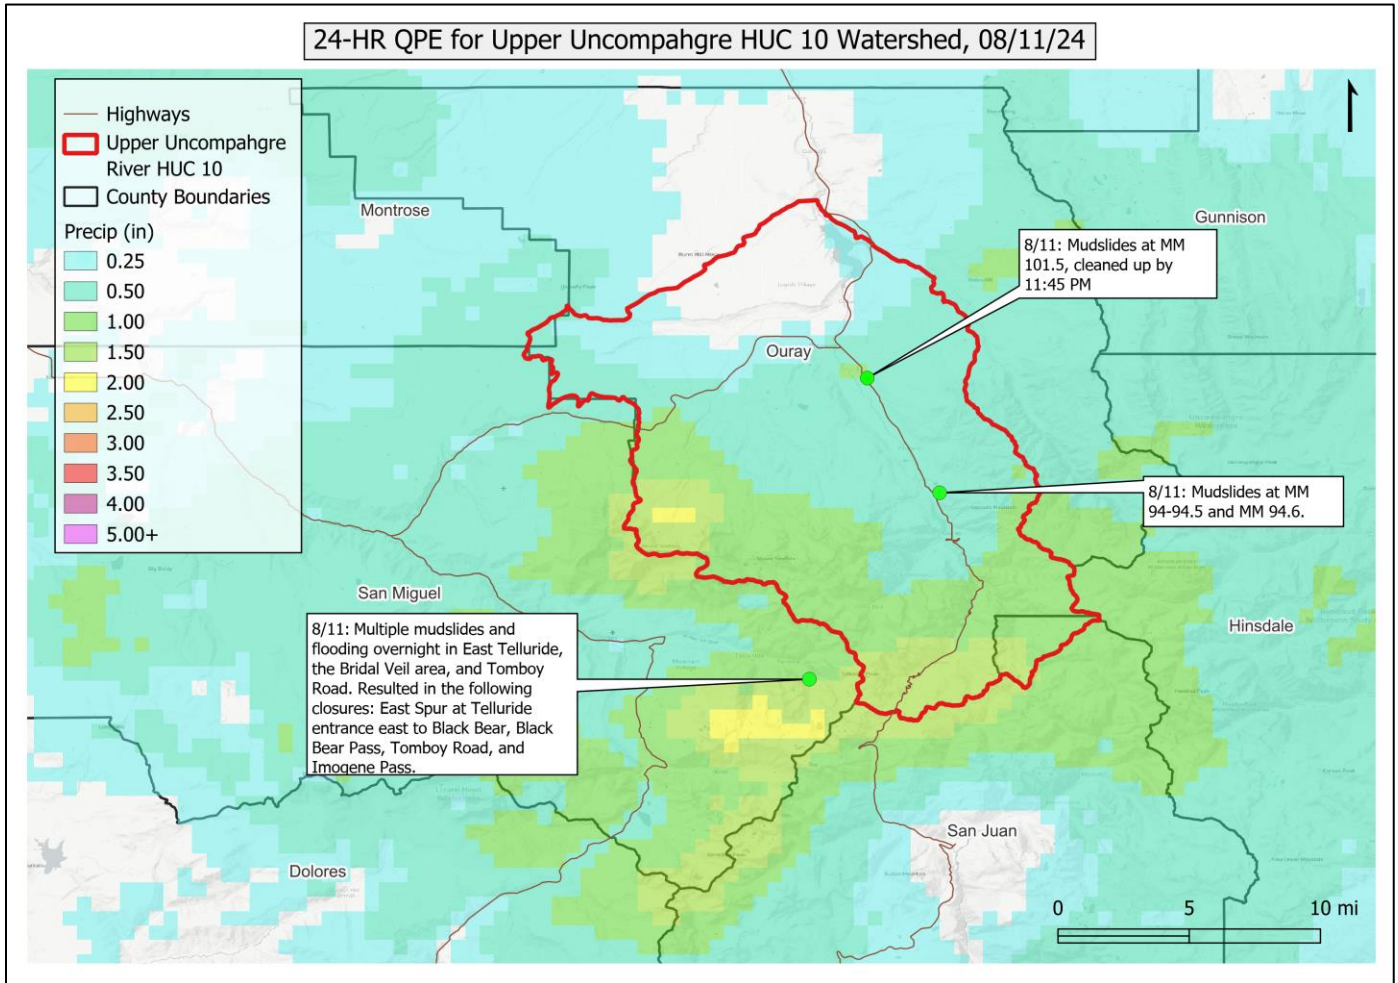 24-HR QPE for Upper Uncompahgre HUC 10 Watershed, 08/11/24
Highways
Upper Uncompahgre
River HUC 10
County Boundaries
Precip (in)
0.25
0.50
1.00
1.50
2.00
2.50
3.00
3.50
4.00
5.00+
Montrose
Gunnison
8/11: Mudslides at MM
101.5, cleaned up by
11:45 PM
Ouray
8/11: Mudslides at MM
94-94.5 and MM 94.6.
San Miguel
Hinsdale
8/11: Multiple mudslides and
flooding overnight in East Telluride,
the Bridal Veil area, and Tomboy
Road. Resulted in the following
closures: East Spur at Telluride
entrance east to Black Bear, Black
Bear Pass, Tomboy Road, and
Imogene Pass.
San Juan
Dolores
0
5
10 mi